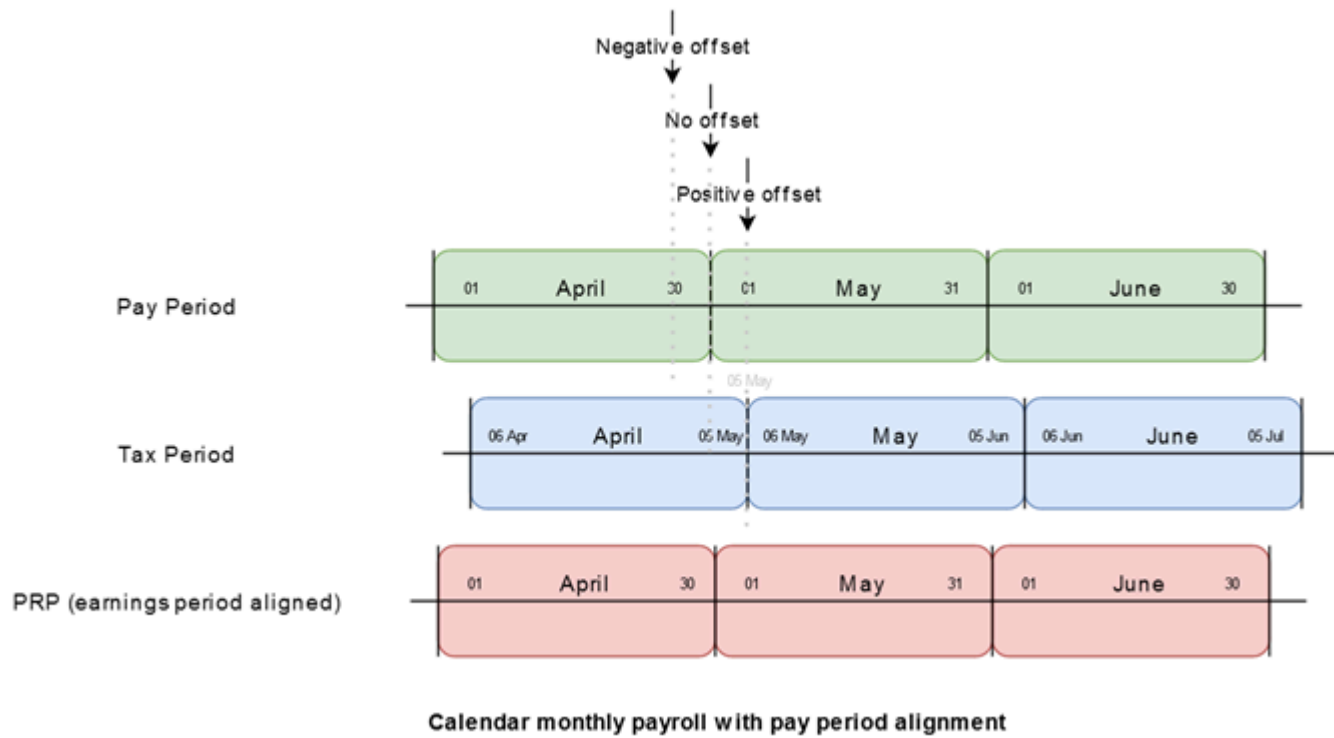 Negative offset
No offset
Positive offset
01 April 30 01 May 31 01 June 30
Pay Period
05 May
06 Apr April 05 May 06 May May 05 Jun 06 Jun June 05 Jul
Tax Period
01 April 30 01 May 31 01 June 30
PRP (earnings period aligned)
Calendar monthly payroll with pay period alignment